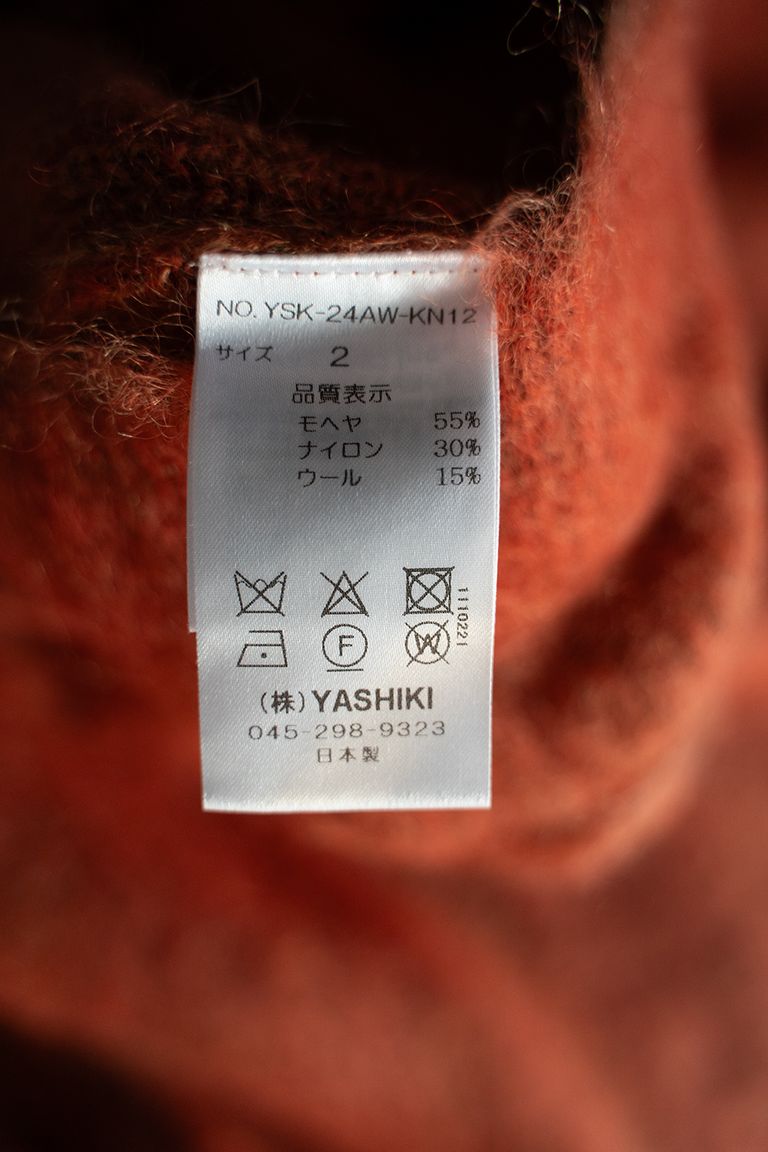 NO. YSK-24AW-KN12
サイズ 2
品質表示
モヘヤ 55%
ナイロン 30%
ウール 15%
1110221
F
W
(株)YASHIKI
045-298-9323
日本製